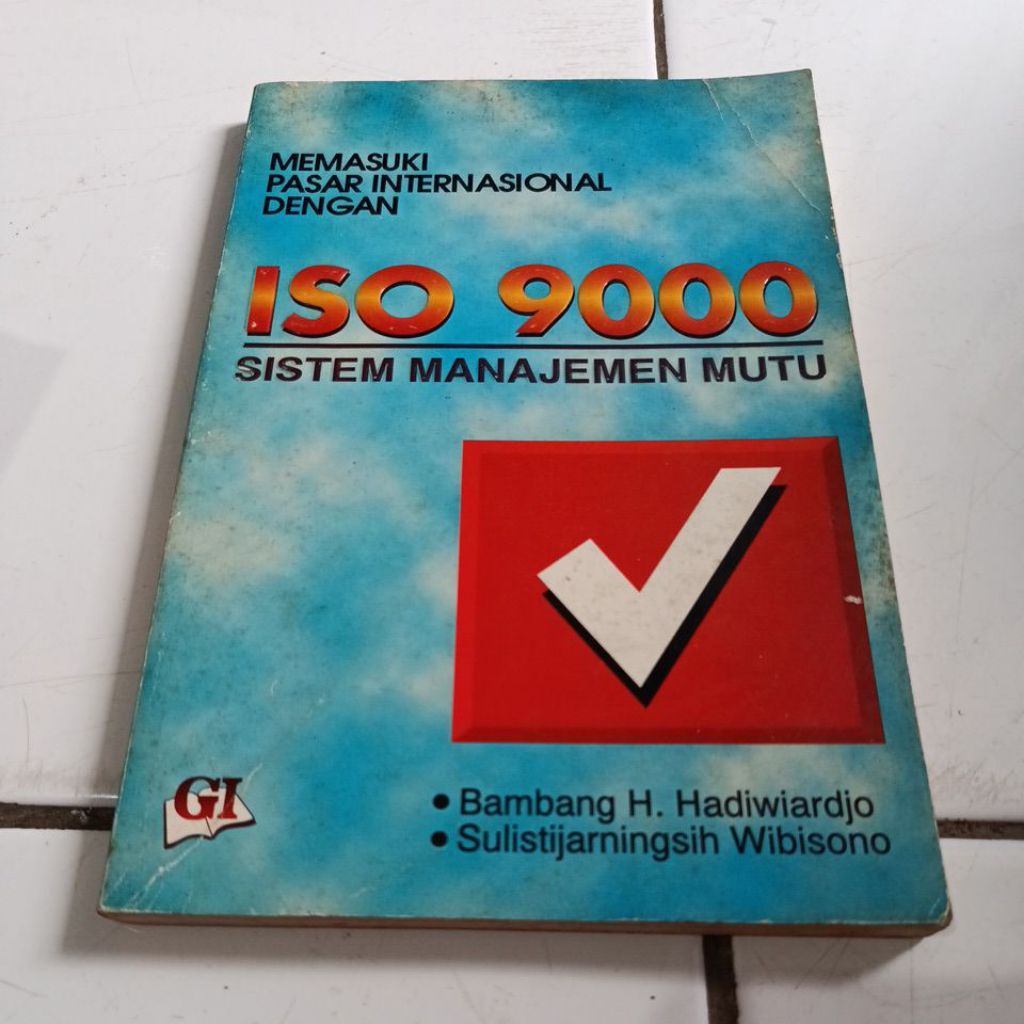 MEMASUKI
PASAR INTERNASIONAL
DENGAN
ISO 9000
SISTEM MANAJEMEN MUTU
GI
• Bambang H. Hadiwiardjo
• Sulistijarningsih Wibisono